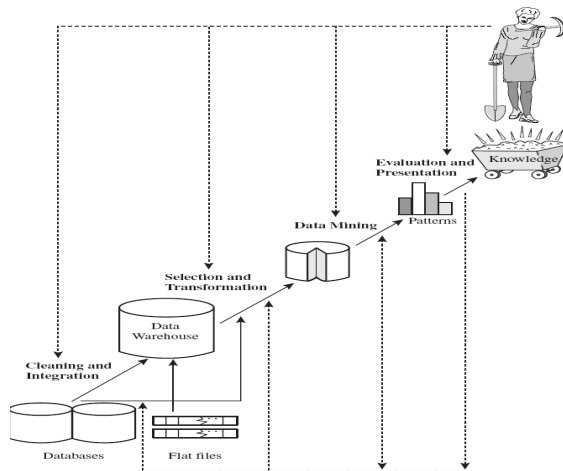 Evaluation and
Presentation
Knowledge
Patterns
Data Mining
Selection and
Transformation
Data
Warehouse
Cleaning and
Integration
Databases
Flat files